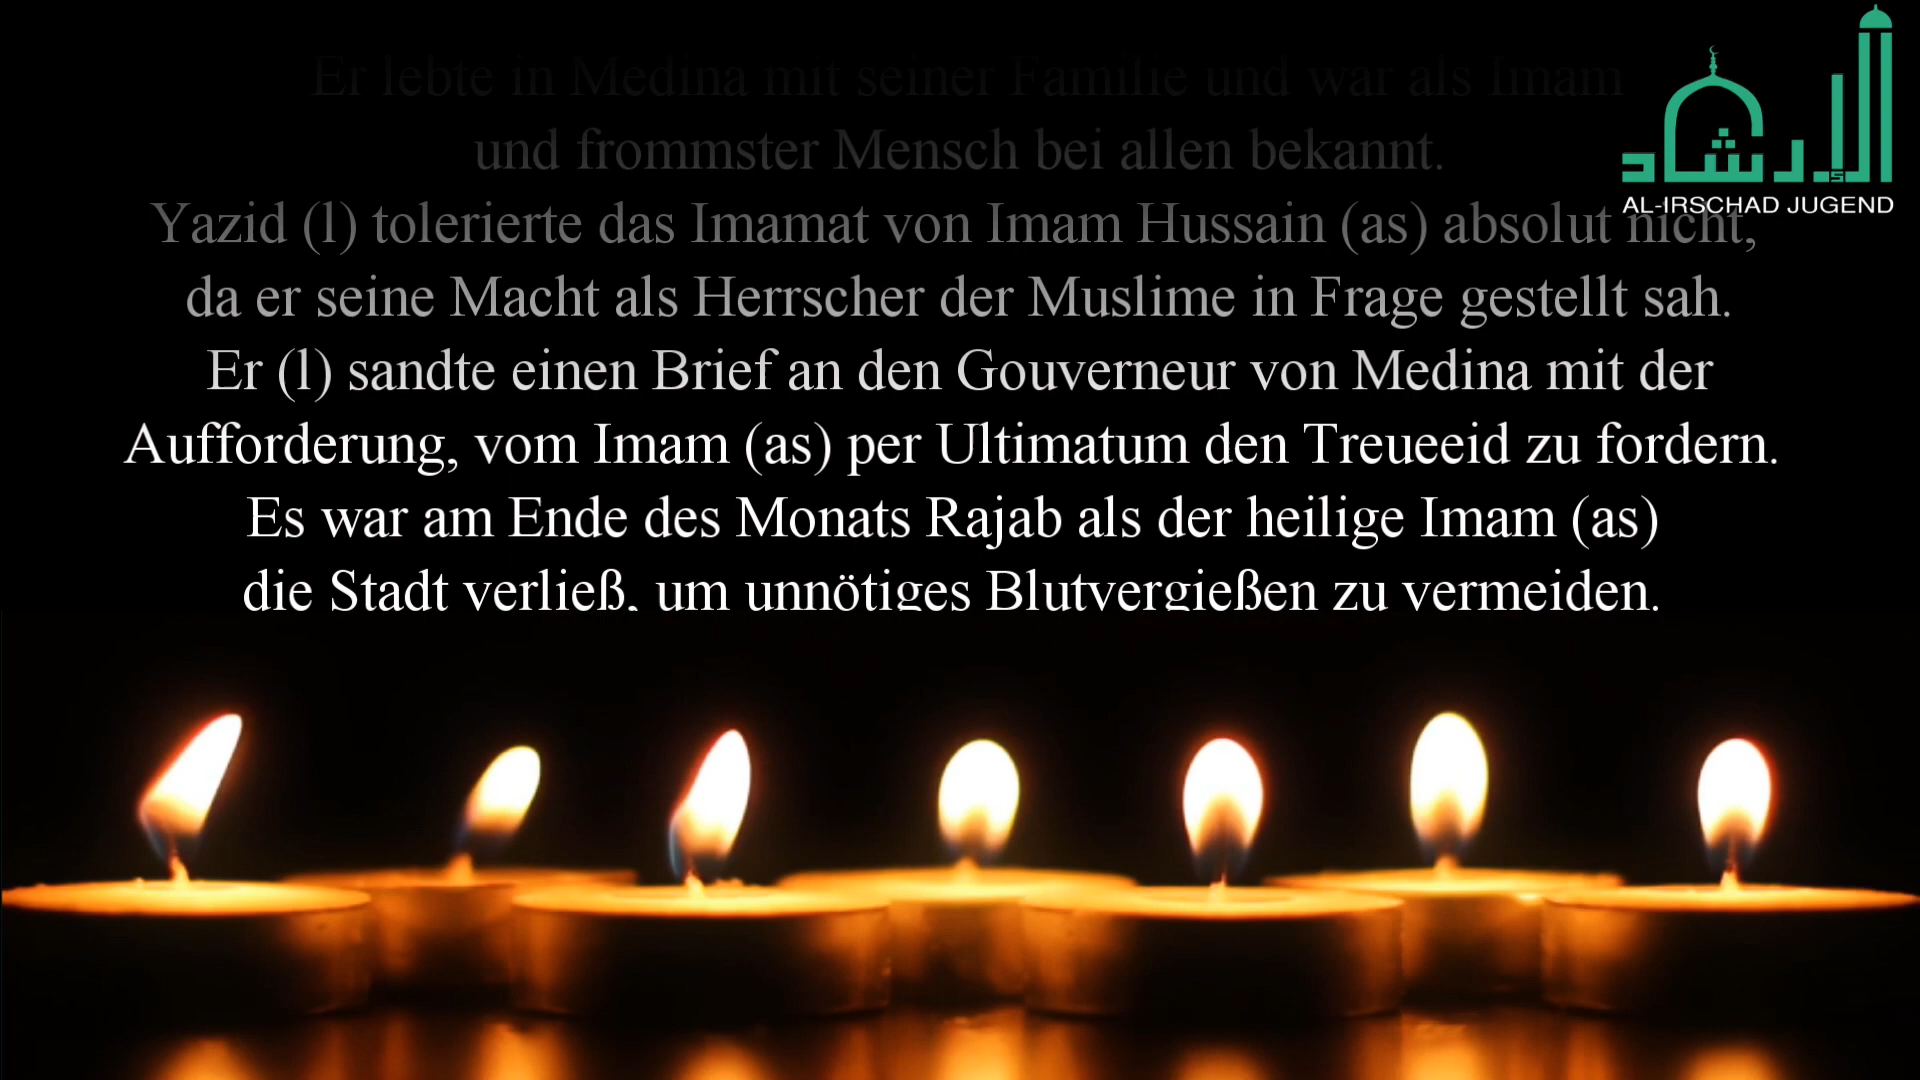 Er lebte in Medina mit seiner Familie und war als Imam
und frommster Mensch bei allen bekannt.
Yazid (l) tolerierte das Imamat von Imam Hussain (as) absolut nicht,
da er seine Macht als Herrscher der Muslime in Frage gestellt sah.
Er (l) sandte einen Brief an den Gouverneur von Medina mit der
Aufforderung, vom Imam (as) per Ultimatum den Treueeid zu fordern.
Es war am Ende des Monats Rajab als der heilige Imam (as)
die Stadt verließ, um unnötiges Blutvergießen zu vermeiden.
الإرشاد
AL-IRSCHAD JUGEND